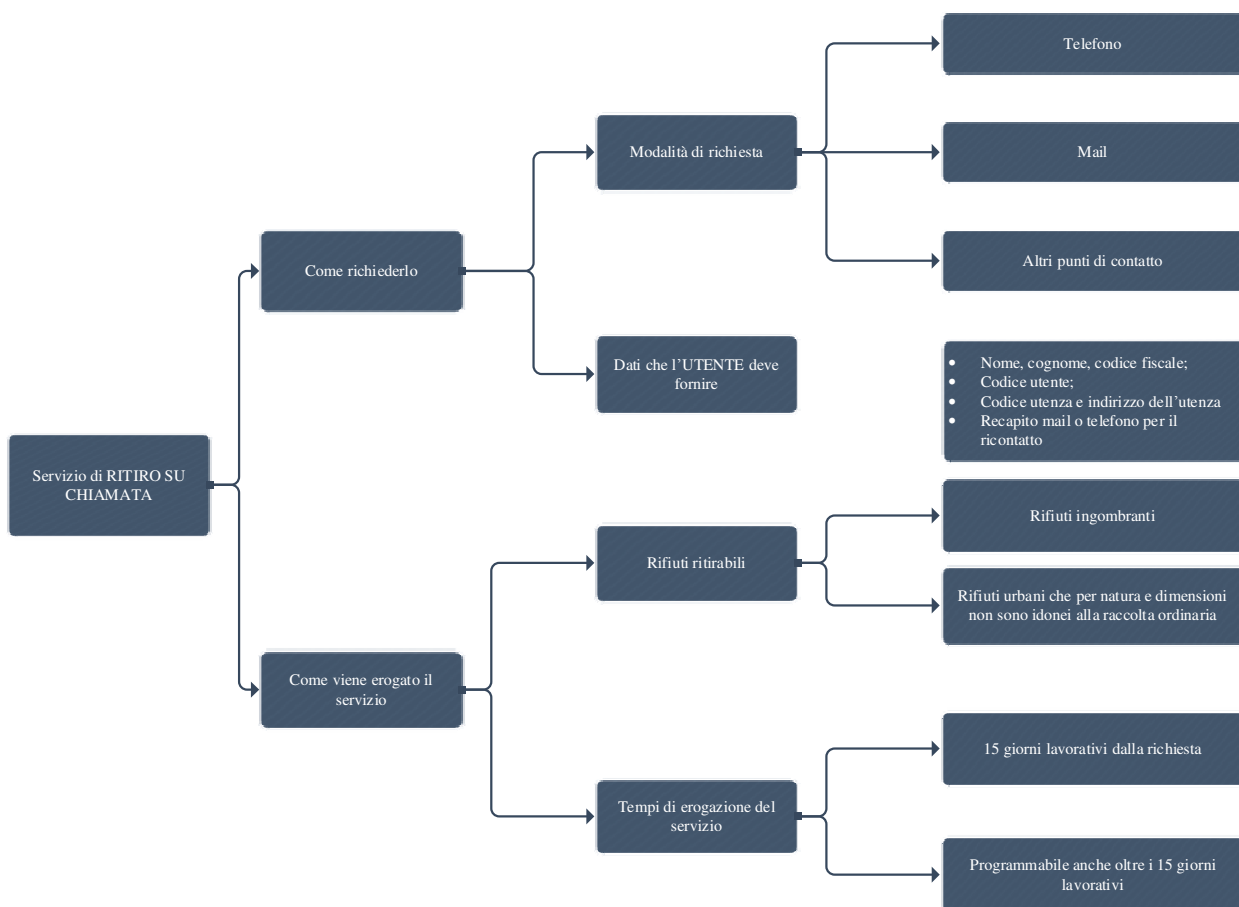 Telefono
Modalità di richiesta
Mail
Come richiederlo
Altri punti di contatto
Dati che l’UTENTE deve
fornire
• Nome, cognome, codice fiscale;
• Codice utente;
• Codice utenza e indirizzo dell’utenza
• Recapito mail o telefono per il
ricontatto
Servizio di RITIRO SU
CHIAMATA
Rifiuti ingombranti
Rifiuti ritirabili
Rifiuti urbani che per natura e dimensioni
non sono idonei alla raccolta ordinaria
Come viene erogato il
servizio
15 giorni lavorativi dalla richiesta
Tempi di erogazione del
servizio
Programmabile anche oltre i 15 giorni
lavorativi